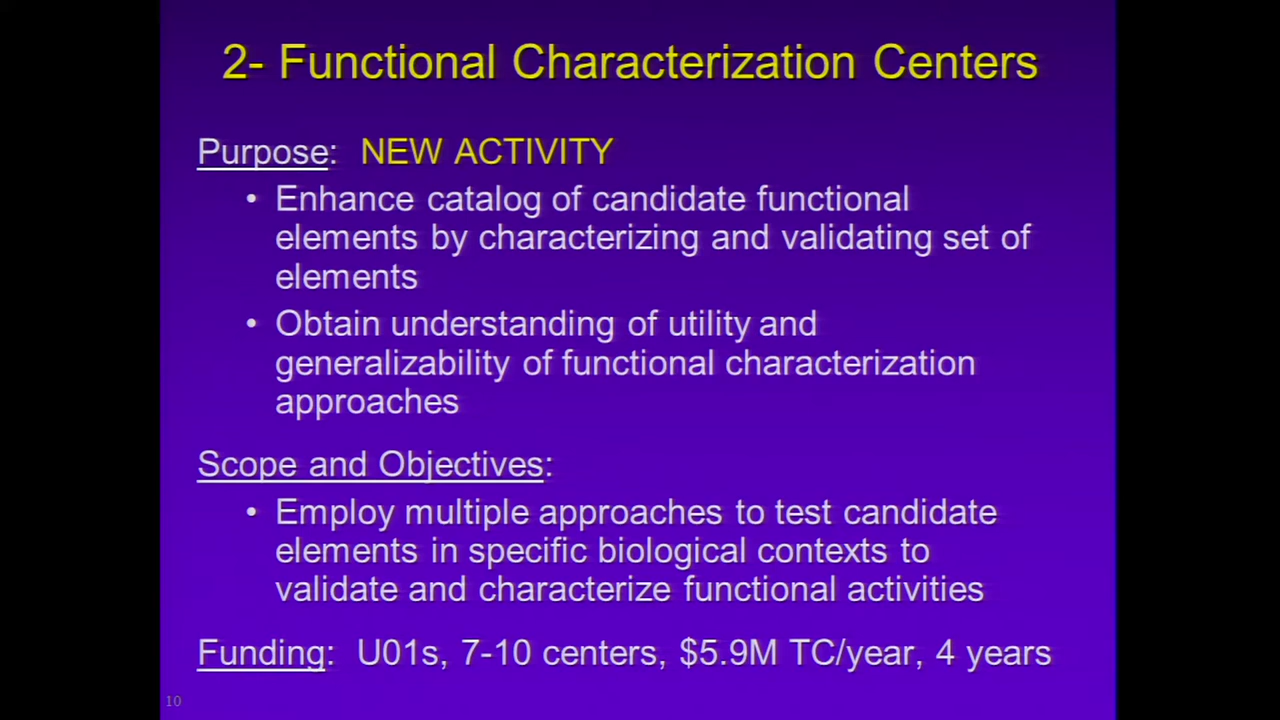 2- Functional Characterization Centers
Purpose: NEW ACTIVITY
• Enhance catalog of candidate functional
elements by characterizing and validating set of
elements
• Obtain understanding of utility and
generalizability of functional characterization
approaches
Scope and Objectives:
• Employ multiple approaches to test candidate
elements in specific biological contexts to
validate and characterize functional activities
Funding: U01s, 7-10 centers, $5.9M TC/year, 4 years
10